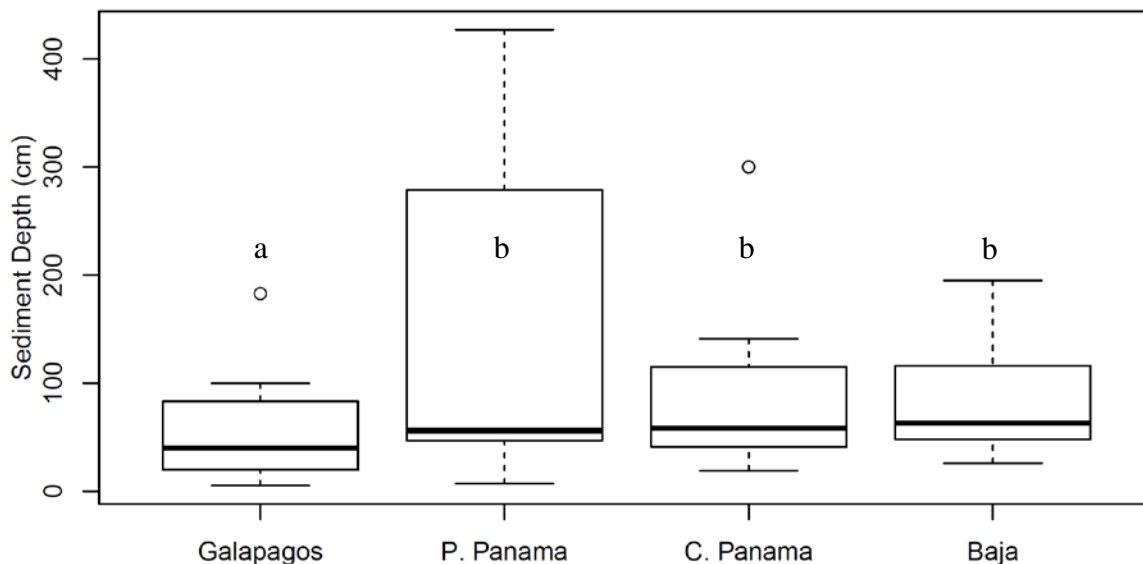 Sediment Depth (cm)
400
300
200
100
0
a
b
b
b
Galapagos
P. Panama
C. Panama
Baja